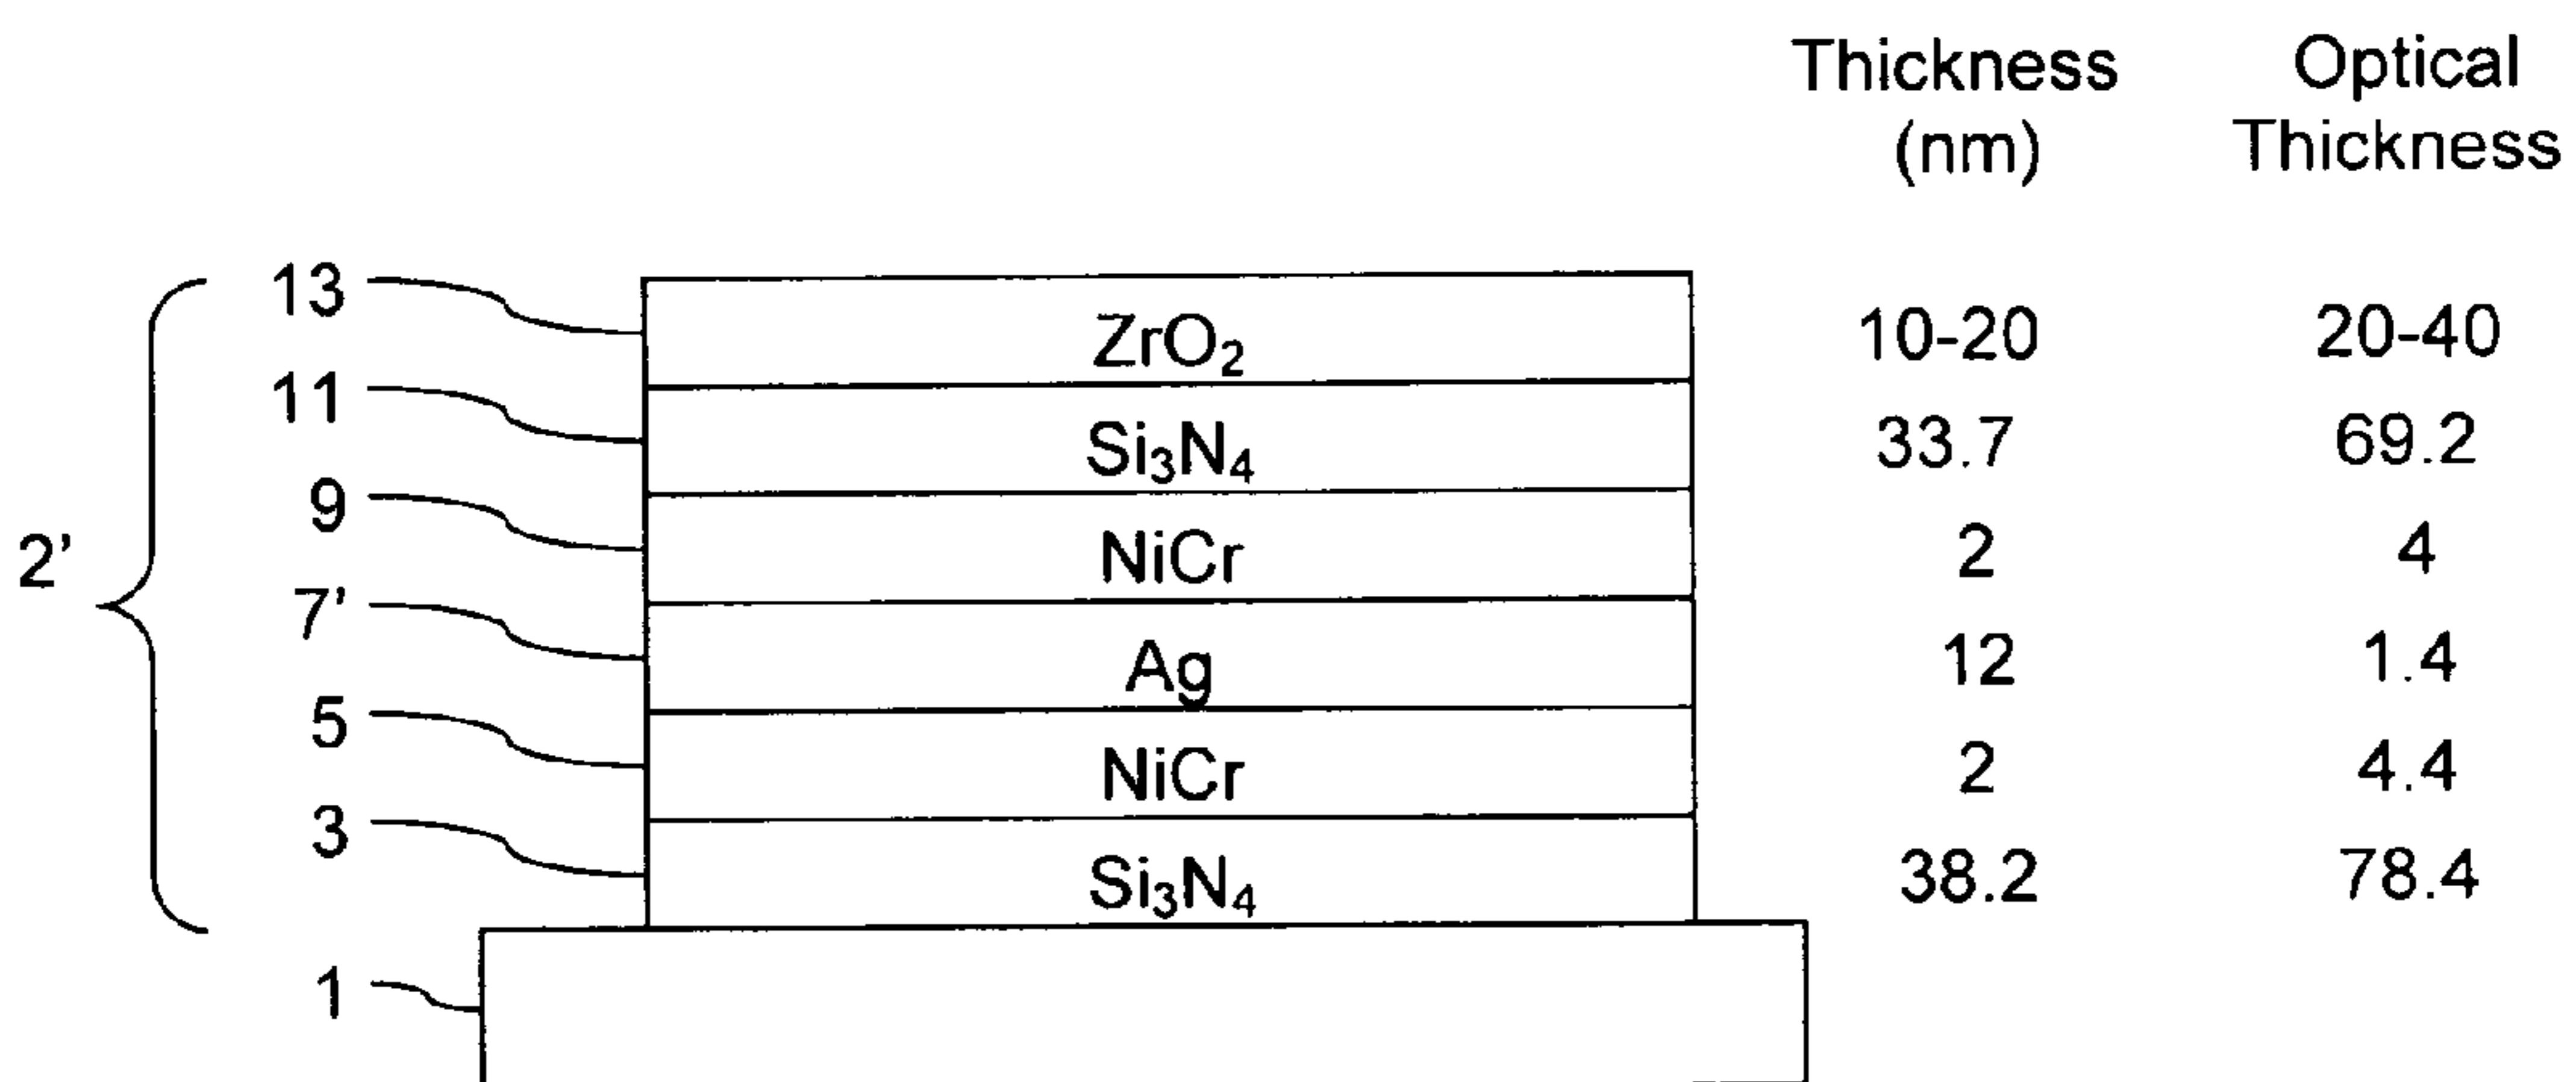 Thickness Optical
(nm) Thickness
13 ZrO₂ 10-20 20-40
11 Si₃N₄ 33.7 69.2
9 NiCr 2 4
2'
7' Ag 12 1.4
5 NiCr 2 4.4
3 Si₃N₄ 38.2 78.4
1